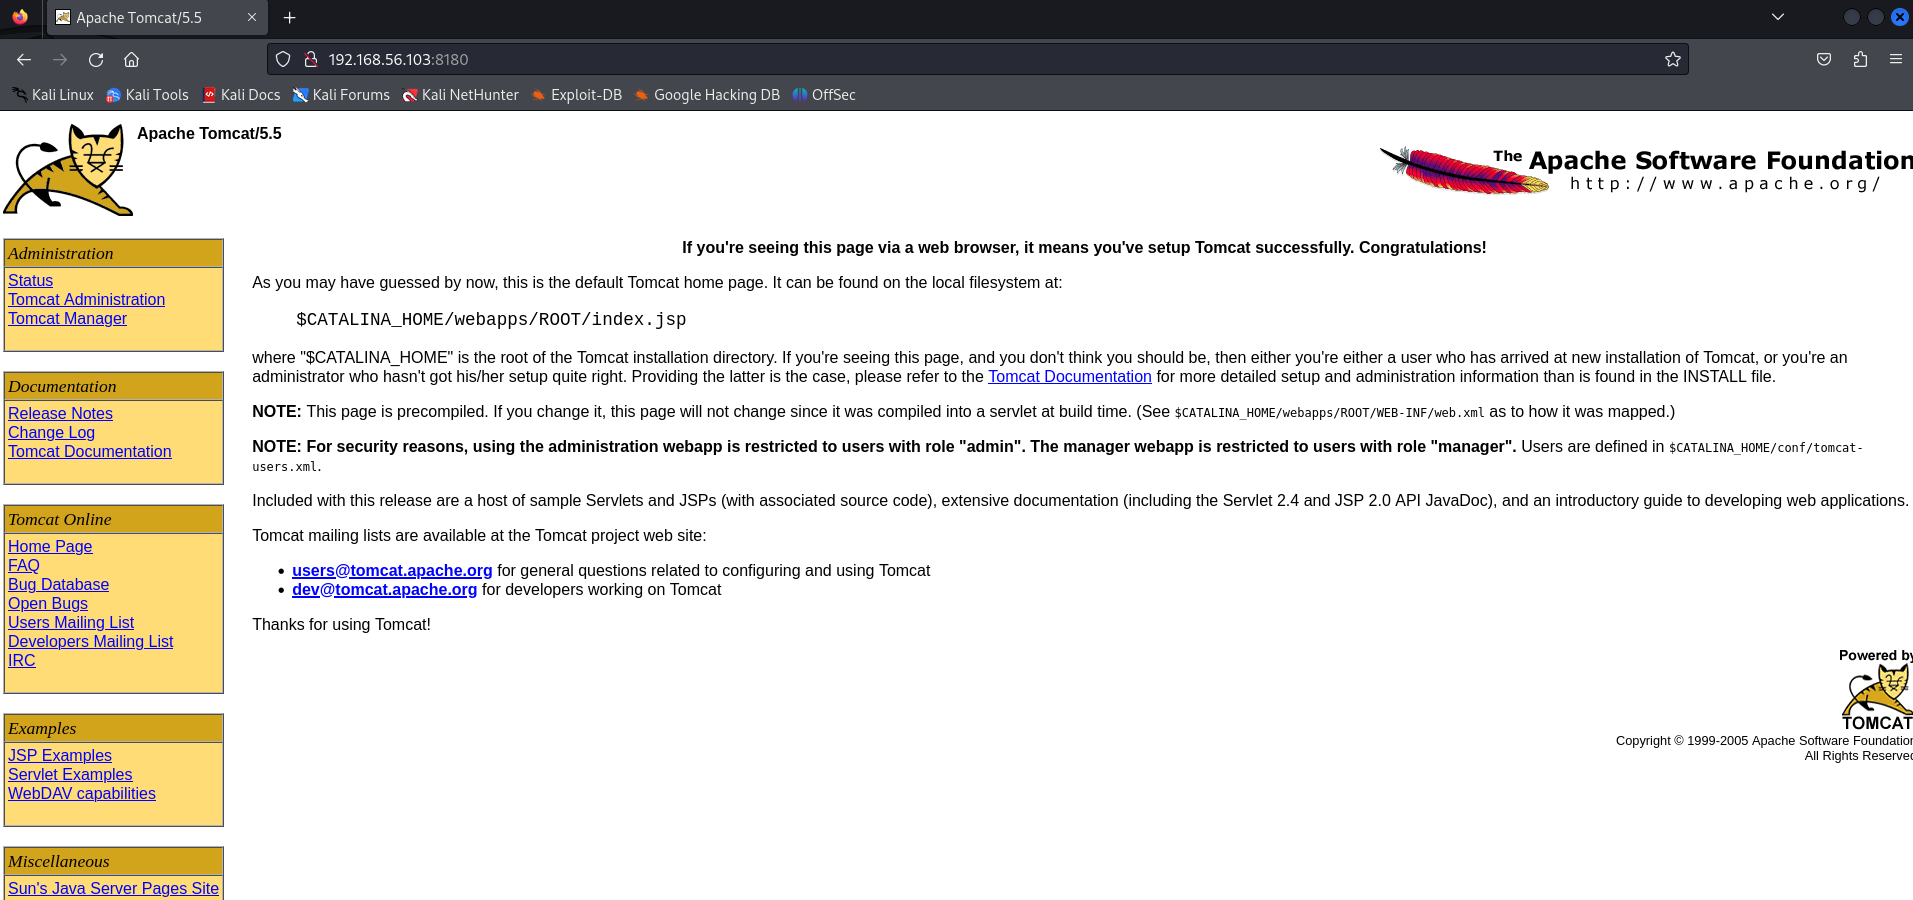 Apache Tomcat/5.5
192.168.56.103:8180
Kali Linux Kali Tools Kali Docs Kali Forums Kali NetHunter Exploit-DB Google Hacking DB OffSec
Apache Tomcat/5.5
The Apache Software Foundation
http://www.apache.org/
Administration
Status
Tomcat Administration
Tomcat Manager
Documentation
Release Notes
Change Log
Tomcat Documentation
Tomcat Online
Home Page
FAQ
Bug Database
Open Bugs
Users Mailing List
Developers Mailing List
IRC
Examples
JSP Examples
Servlet Examples
WebDAV capabilities
Miscellaneous
Sun's Java Server Pages Site
If you're seeing this page via a web browser, it means you've setup Tomcat successfully. Congratulations!
As you may have guessed by now, this is the default Tomcat home page. It can be found on the local filesystem at:
$CATALINA_HOME/webapps/ROOT/index.jsp
where "$CATALINA_HOME" is the root of the Tomcat installation directory. If you're seeing this page, and you don't think you should be, then either you're either a user who has arrived at new installation of Tomcat, or you're an
administrator who hasn't got his/her setup quite right. Providing the latter is the case, please refer to the Tomcat Documentation for more detailed setup and administration information than is found in the INSTALL file.
NOTE: This page is precompiled. If you change it, this page will not change since it was compiled into a servlet at build time. (See $CATALINA_HOME/webapps/ROOT/WEB-INF/web.xml as to how it was mapped.)
NOTE: For security reasons, using the administration webapp is restricted to users with role "admin". The manager webapp is restricted to users with role "manager". Users are defined in $CATALINA_HOME/conf/tomcat-
users.xml.
Included with this release are a host of sample Servlets and JSPs (with associated source code), extensive documentation (including the Servlet 2.4 and JSP 2.0 API JavaDoc), and an introductory guide to developing web applications.
Tomcat mailing lists are available at the Tomcat project web site:
• users@tomcat.apache.org for general questions related to configuring and using Tomcat
• dev@tomcat.apache.org for developers working on Tomcat
Thanks for using Tomcat!
Powered by
TOMCAT
Copyright © 1999-2005 Apache Software Foundation
All Rights Reserved